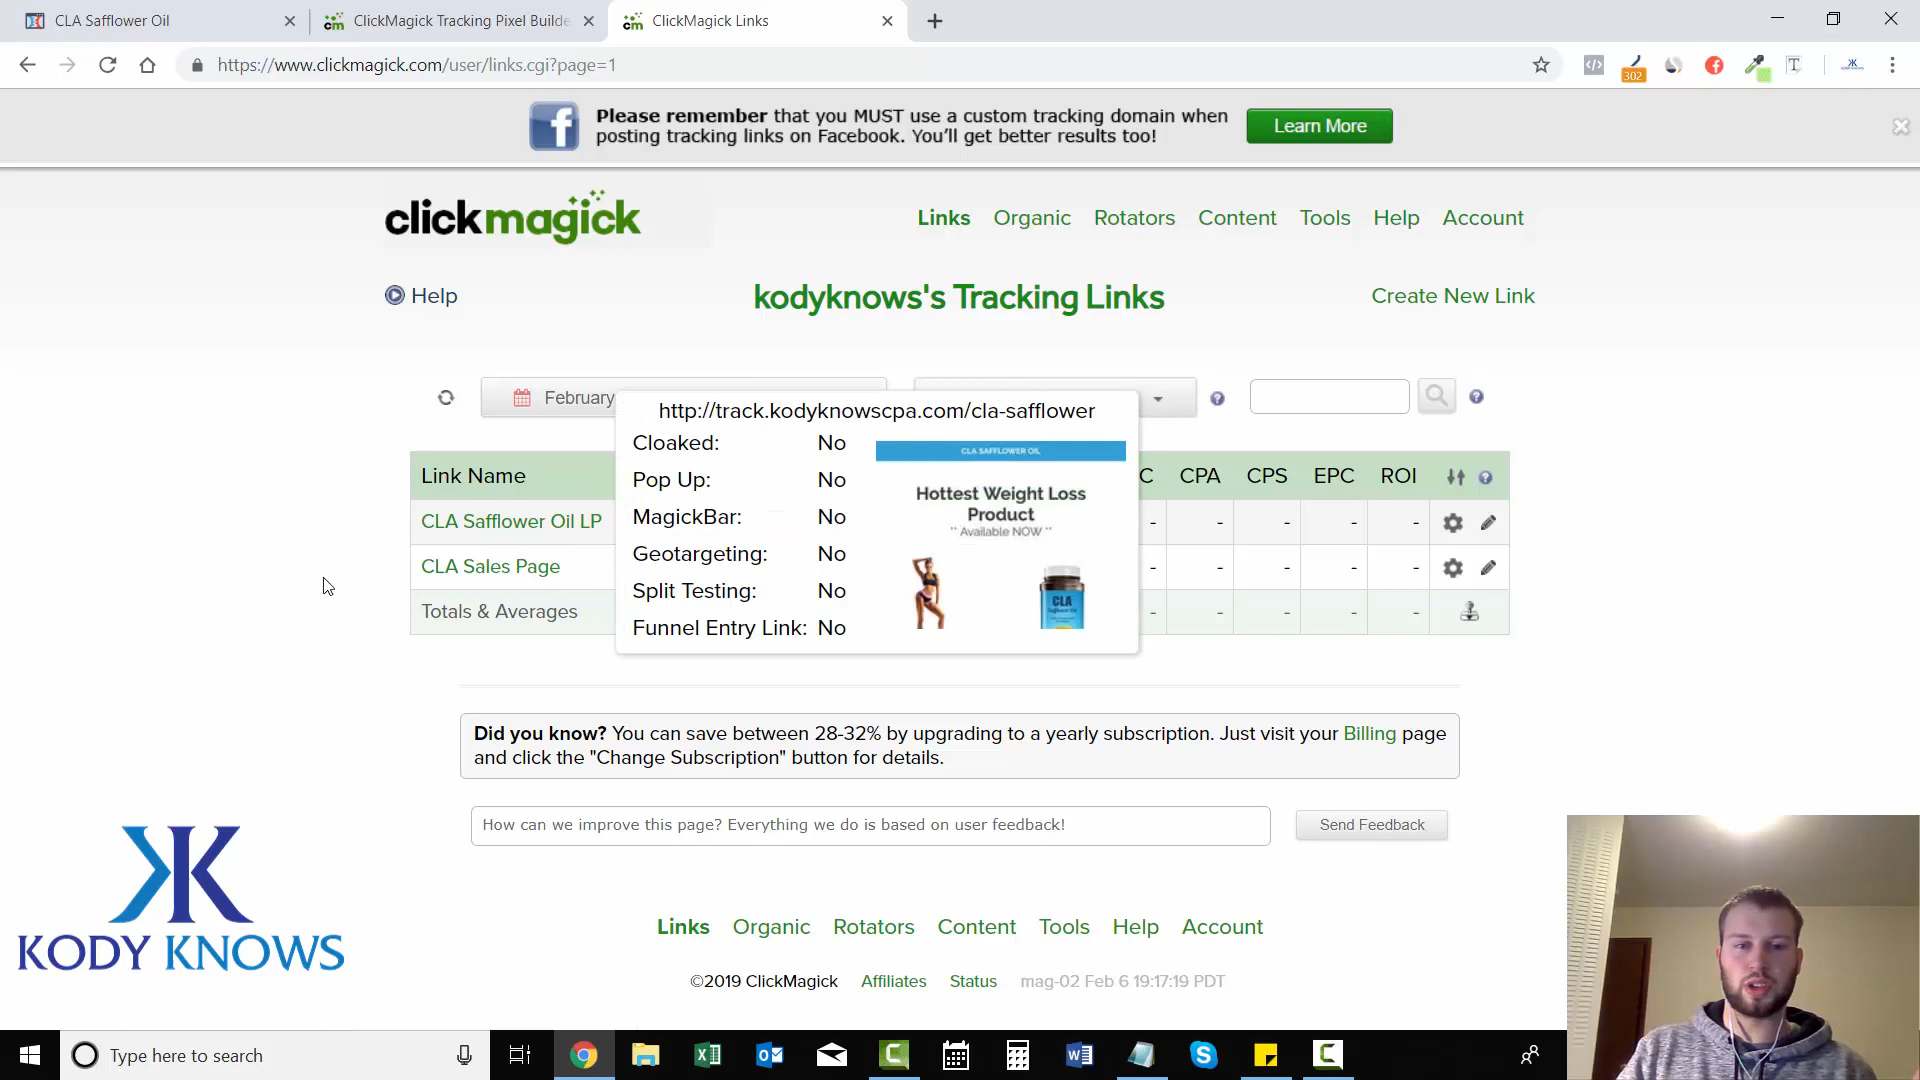 CLA Safflower Oil
ClickMagick Tracking Pixel Builde
ClickMagick Links
https://www.clickmagick.com/user/links.cgi?page=1
302
Please remember that you MUST use a custom tracking domain when
posting tracking links on Facebook. You'll get better results too!
Learn More
clickmagick
Links Organic Rotators Content Tools Help Account
Help
kodyknows's Tracking Links
Create New Link
February
http://track.kodyknowscpa.com/cla-safflower
Cloaked: No
Pop Up: No
MagickBar: No
Geotargeting: No
Split Testing: No
Funnel Entry Link: No
CLA SAFFLOWER OIL
Hottest Weight Loss
Product
** Available NOW **
CLA
Safflower Oil
Link Name C CPA CPS EPC ROI
CLA Safflower Oil LP - - - - -
CLA Sales Page - - - - -
Totals & Averages - - - - -
Did you know? You can save between 28-32% by upgrading to a yearly subscription. Just visit your Billing page
and click the "Change Subscription" button for details.
How can we improve this page? Everything we do is based on user feedback!
Send Feedback
KODY KNOWS
Links Organic Rotators Content Tools Help Account
©2019 ClickMagick Affiliates Status mag-02 Feb 6 19:17:19 PDT
Type here to search